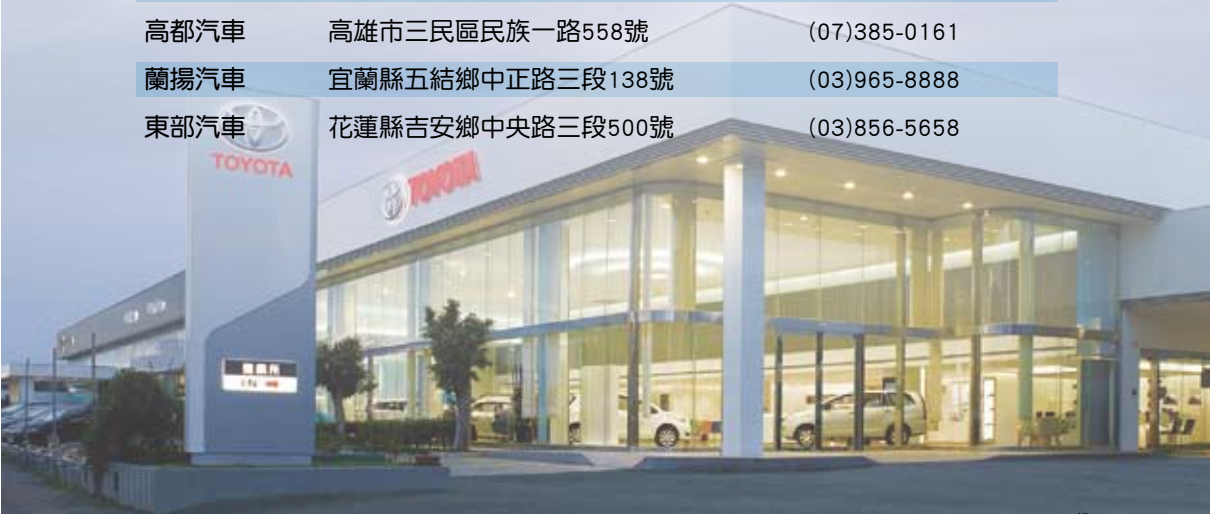 高都汽車 高雄市三民區民族一路558號 (07)385-0161
蘭揚汽車 宜蘭縣五結鄉中正路三段138號 (03)965-8888
東部汽車 花蓮縣吉安鄉中央路三段500號 (03)856-5658
TOYOTA
TOYOTA